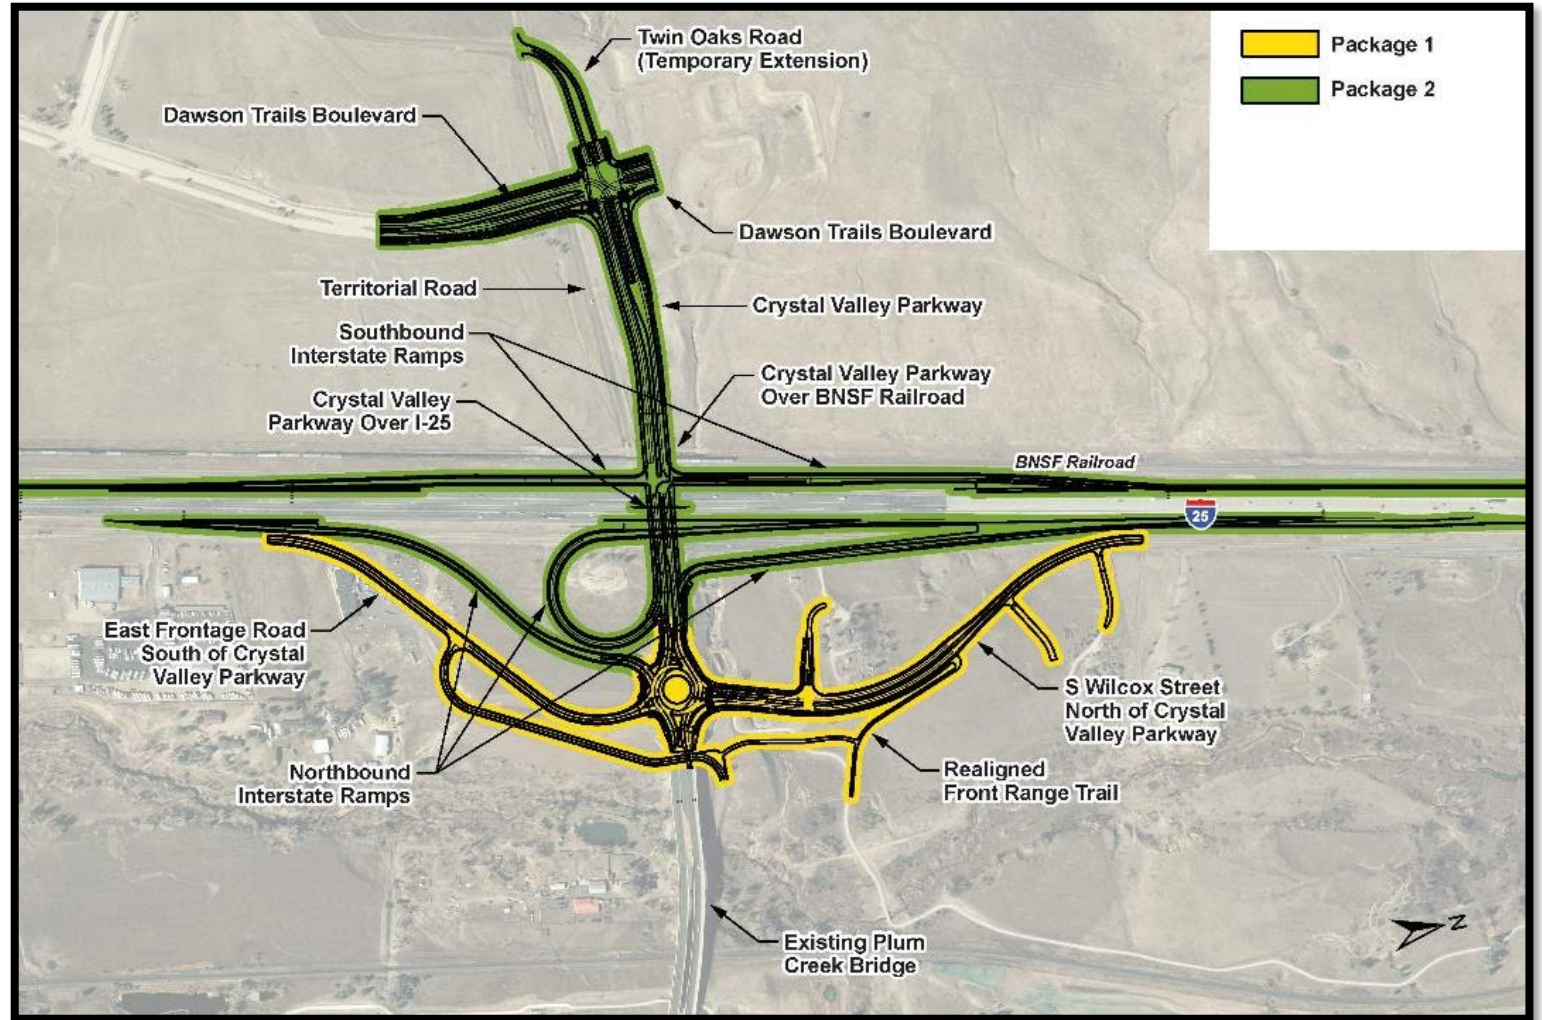 Package 1
Package 2
Twin Oaks Road
(Temporary Extension)
Dawson Trails Boulevard
Dawson Trails Boulevard
Territorial Road
Crystal Valley Parkway
Southbound
Interstate Ramps
Crystal Valley Parkway
Over BNSF Railroad
Crystal Valley
Parkway Over I-25
BNSF Railroad
25
East Frontage Road
South of Crystal
Valley Parkway
S Wilcox Street
North of Crystal
Valley Parkway
Northbound
Interstate Ramps
Realigned
Front Range Trail
Existing Plum
Creek Bridge
N